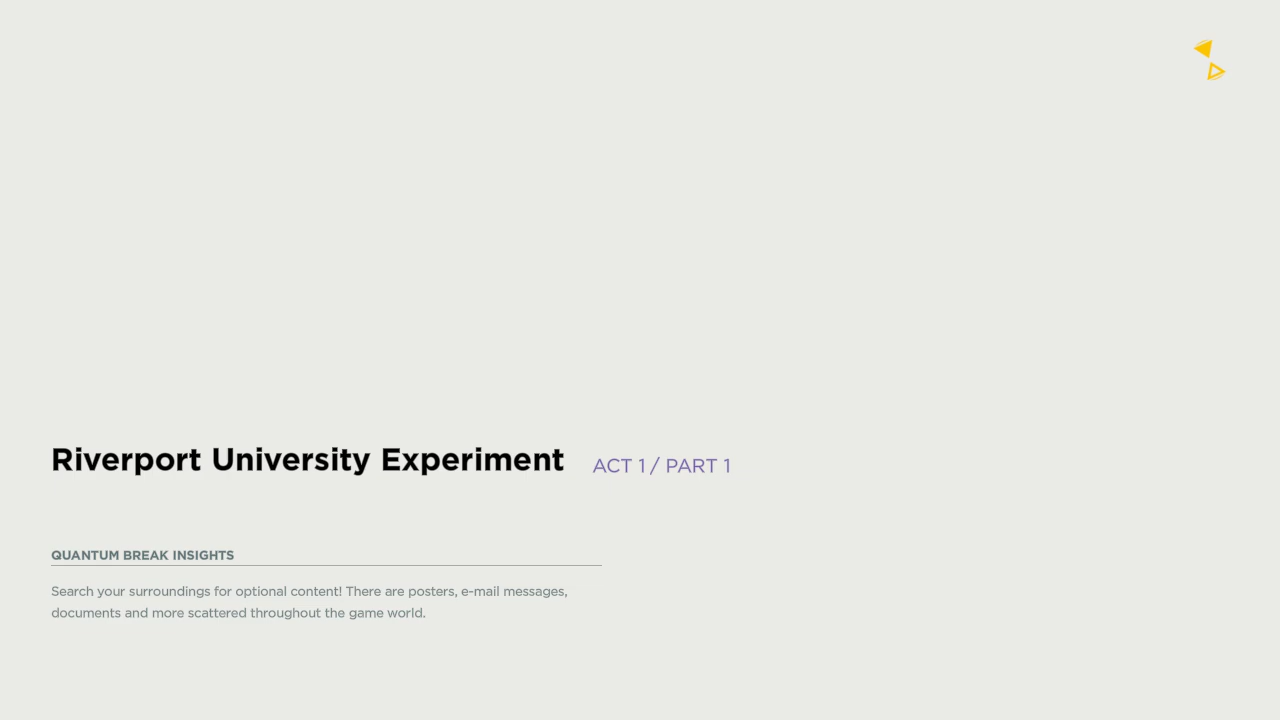 Riverport University Experiment ACT 1 / PART 1
QUANTUM BREAK INSIGHTS
Search your surroundings for optional content! There are posters, e-mail messages,
documents and more scattered throughout the game world.